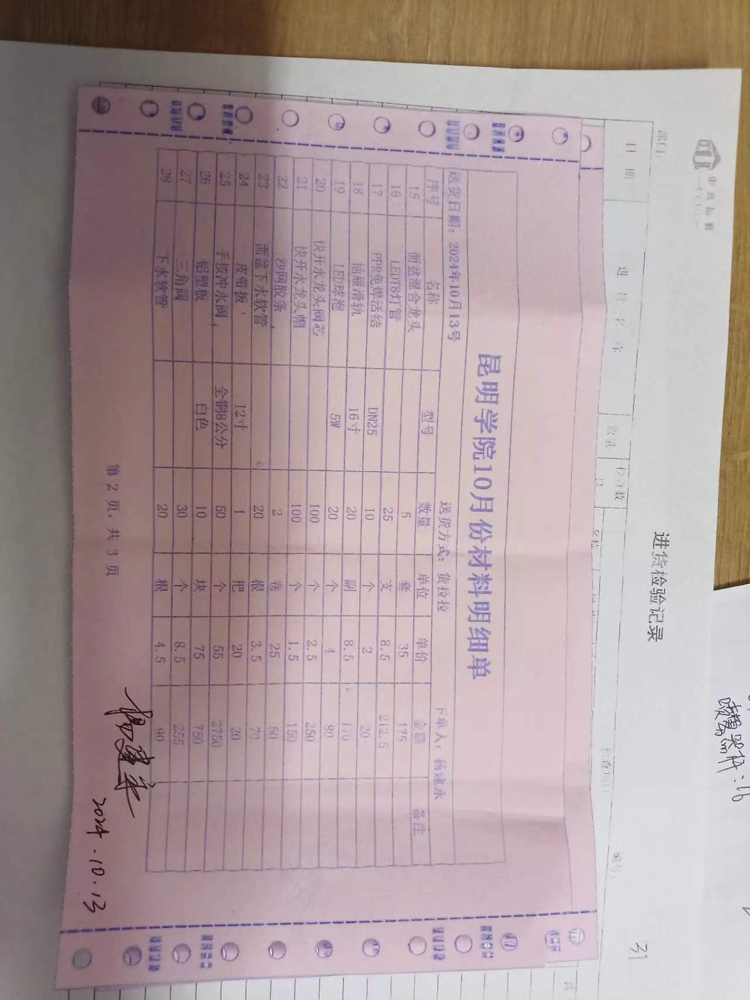 昆明学院10月份材料明细单
送货日期：2024年10月13号 送货方式：货拉拉 下单人：杨建永
序号 名称 型号 数量 单位 单价 金额 备注
15 面盆混合龙头 5 套 35 175
16 LEDT8灯管 25 支 8.5 212.5
17 PPR免焊活结 DN25 10 个 2 20
18 抽屉滑轨 16寸 20 副 8.5 170
19 LED球泡 5W 20 个 4 80
20 快开水龙头阀芯 100 个 2.5 250
21 快开水龙头帽 100 个 1.5 150
22 沙网胶条 2 卷 25 50
23 面盆下水软管 20 根 3.5 70
24 皮带板 12寸 1 把 20 20
25 手按冲水阀 全铜8公分 50 个 55 2750
26 铝塑板 白色 10 块 75 750
27 三角阀 30 个 8.5 255
28 下水软管 20 根 4.5 90
第 2 页，共 3 页
2024.10.13
进货检验记录
部门：
编号：
31
日期